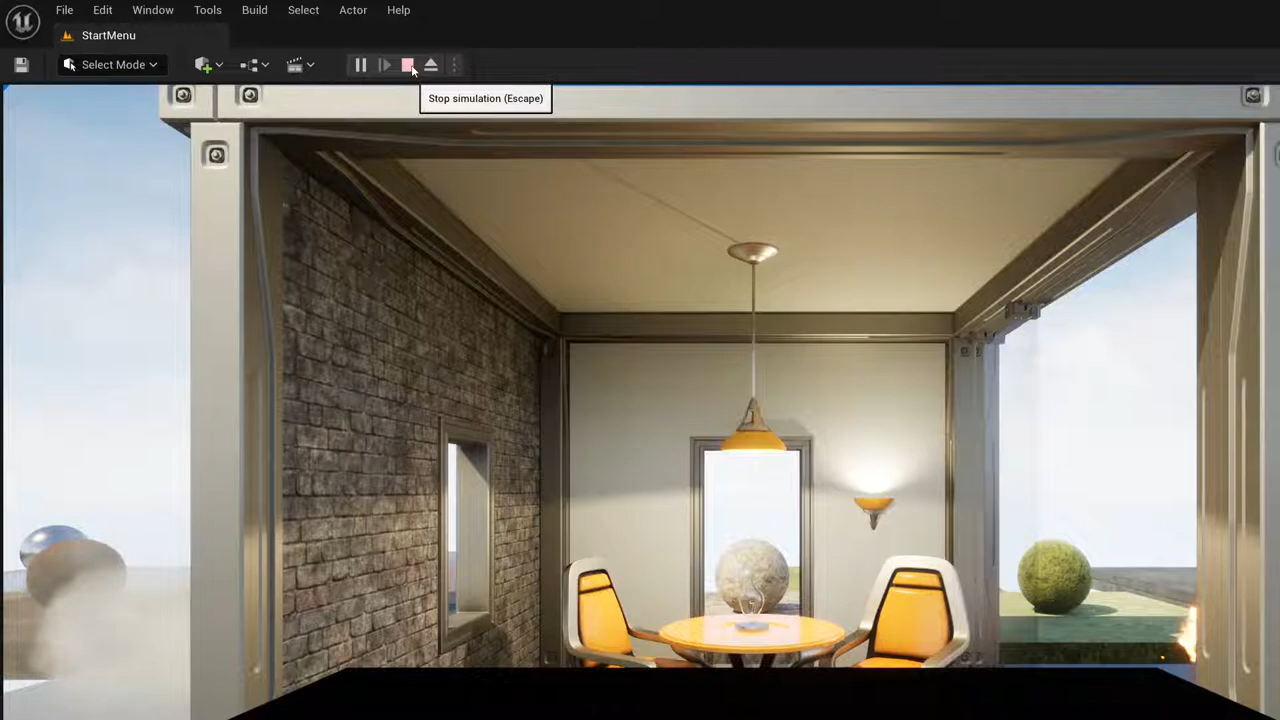 File Edit Window Tools Build Select Actor Help
StartMenu
Select Mode
Stop simulation (Escape)